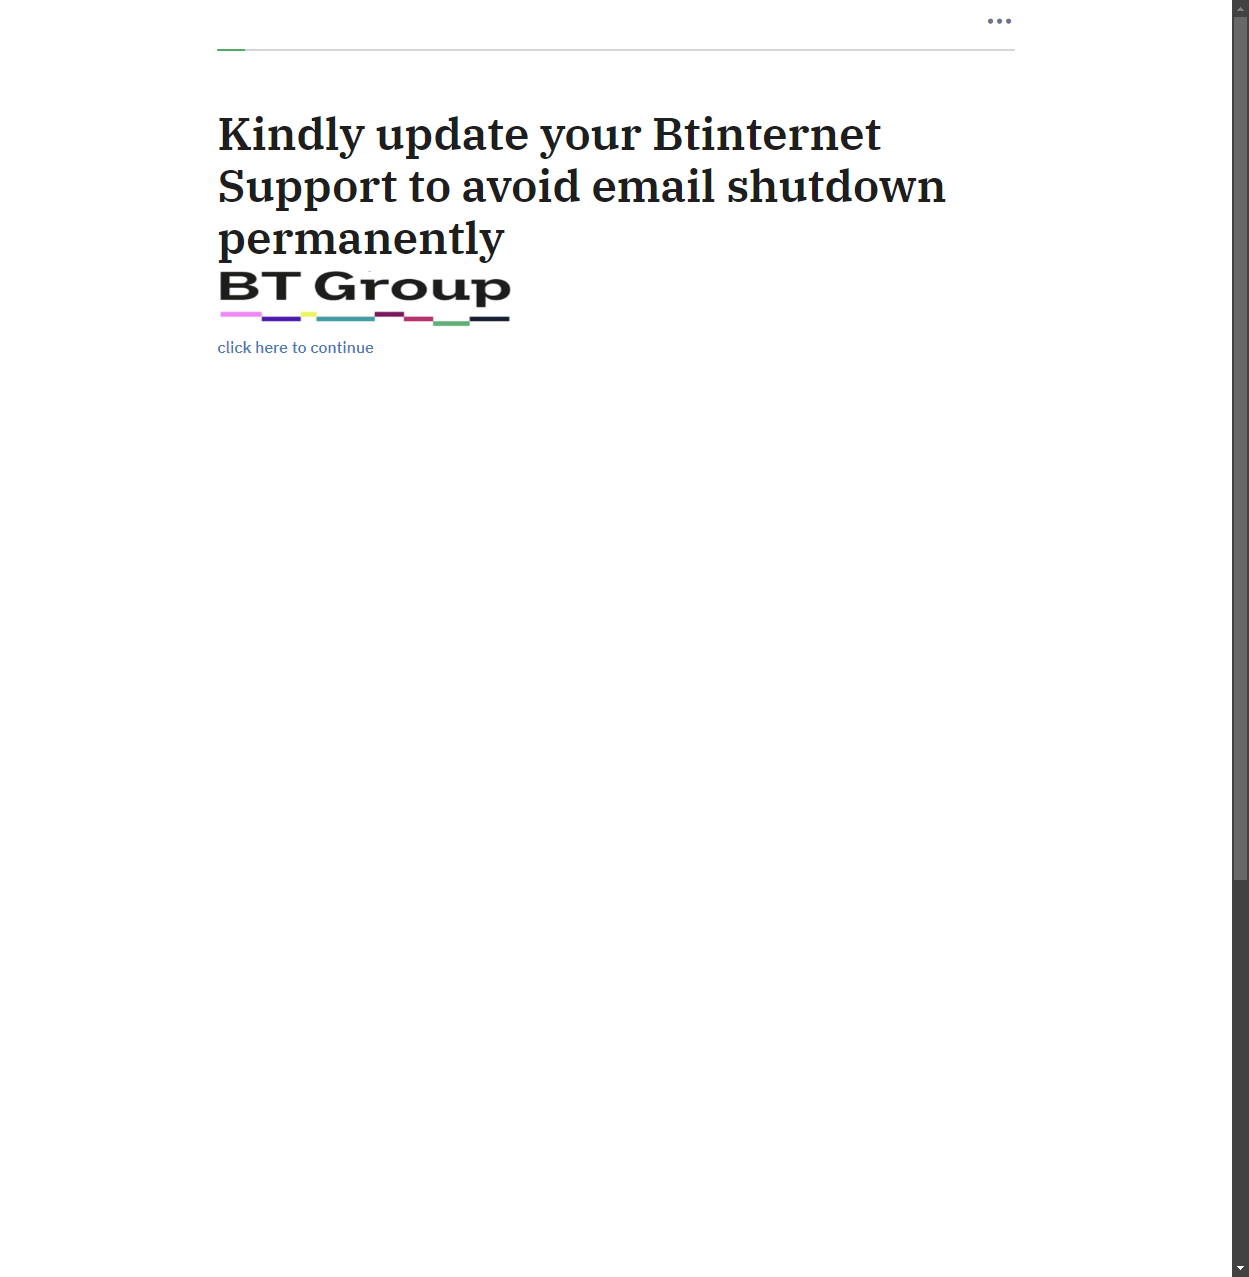 Kindly update your Btinternet
Support to avoid email shutdown
permanently
BT Group
click here to continue